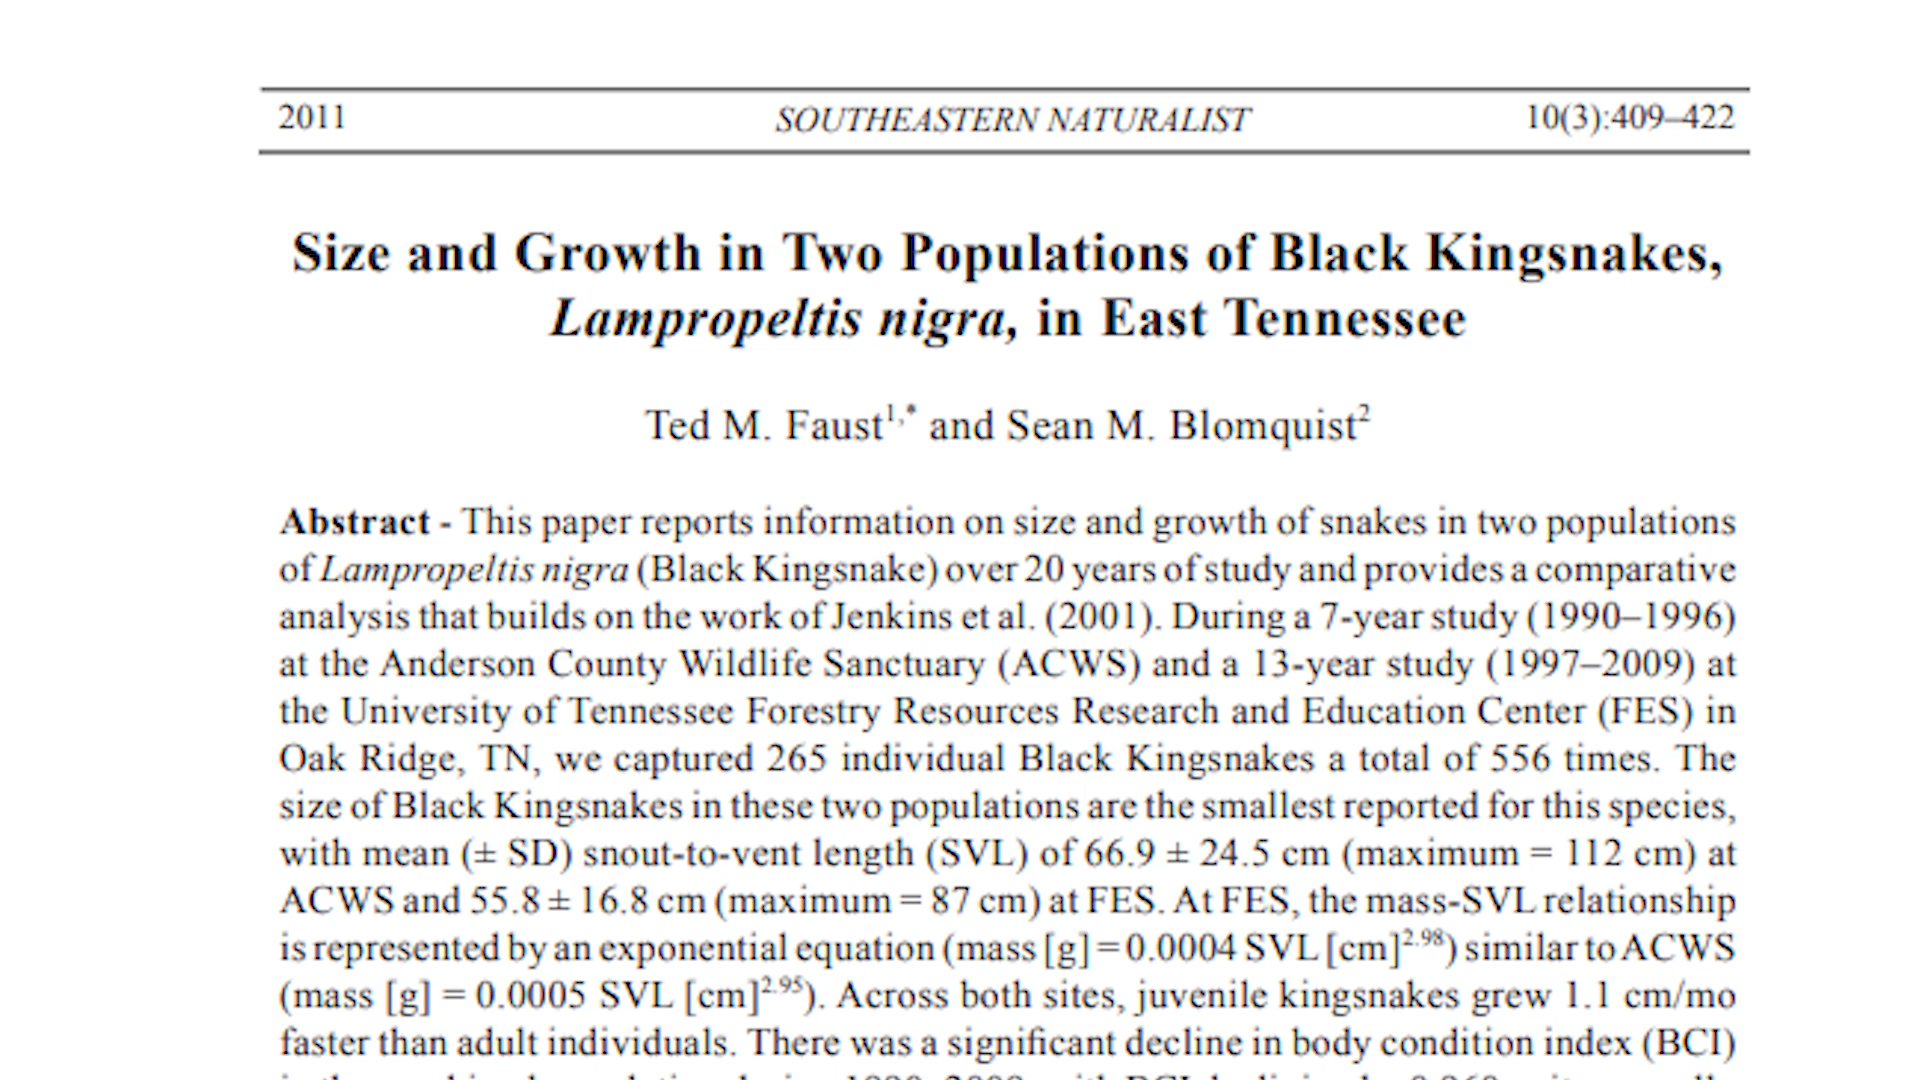 2011 SOUTHEASTERN NATURALIST 10(3):409–422
Size and Growth in Two Populations of Black Kingsnakes,
Lampropeltis nigra, in East Tennessee
Ted M. Faust1,* and Sean M. Blomquist2
Abstract - This paper reports information on size and growth of snakes in two populations
of Lampropeltis nigra (Black Kingsnake) over 20 years of study and provides a comparative
analysis that builds on the work of Jenkins et al. (2001). During a 7-year study (1990–1996)
at the Anderson County Wildlife Sanctuary (ACWS) and a 13-year study (1997–2009) at
the University of Tennessee Forestry Resources Research and Education Center (FES) in
Oak Ridge, TN, we captured 265 individual Black Kingsnakes a total of 556 times. The
size of Black Kingsnakes in these two populations are the smallest reported for this species,
with mean (± SD) snout-to-vent length (SVL) of 66.9 ± 24.5 cm (maximum = 112 cm) at
ACWS and 55.8 ± 16.8 cm (maximum = 87 cm) at FES. At FES, the mass-SVL relationship
is represented by an exponential equation (mass [g] = 0.0004 SVL [cm]2.98) similar to ACWS
(mass [g] = 0.0005 SVL [cm]2.95). Across both sites, juvenile kingsnakes grew 1.1 cm/mo
faster than adult individuals. There was a significant decline in body condition index (BCI)